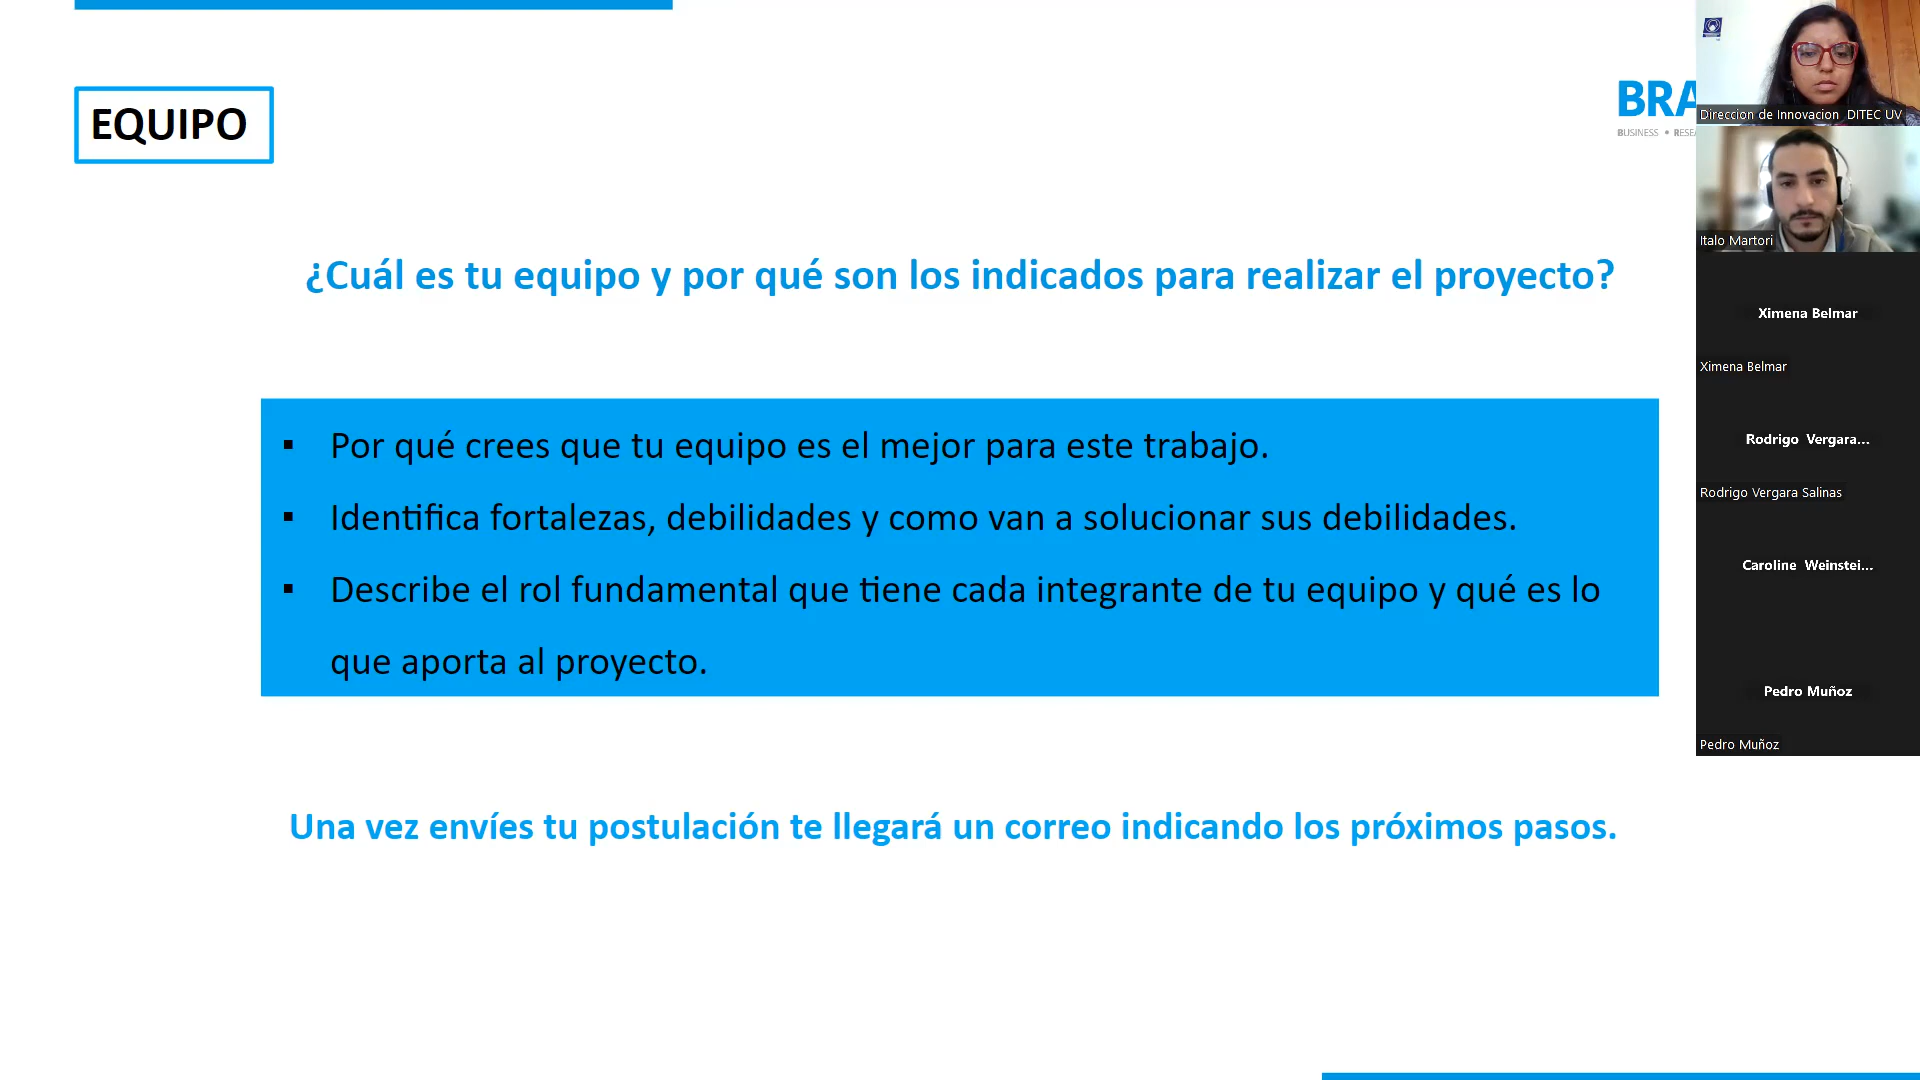 EQUIPO
BRA
BUSINESS • RESEA
¿Cuál es tu equipo y por qué son los indicados para realizar el proyecto?
▪ Por qué crees que tu equipo es el mejor para este trabajo.
▪ Identifica fortalezas, debilidades y como van a solucionar sus debilidades.
▪ Describe el rol fundamental que tiene cada integrante de tu equipo y qué es lo
que aporta al proyecto.
Una vez envíes tu postulación te llegará un correo indicando los próximos pasos.
Direccion de Innovacion DITEC UV
Italo Martori
Ximena Belmar
Ximena Belmar
Rodrigo Vergara...
Rodrigo Vergara Salinas
Caroline Weinstei...
Pedro Muñoz
Pedro Muñoz